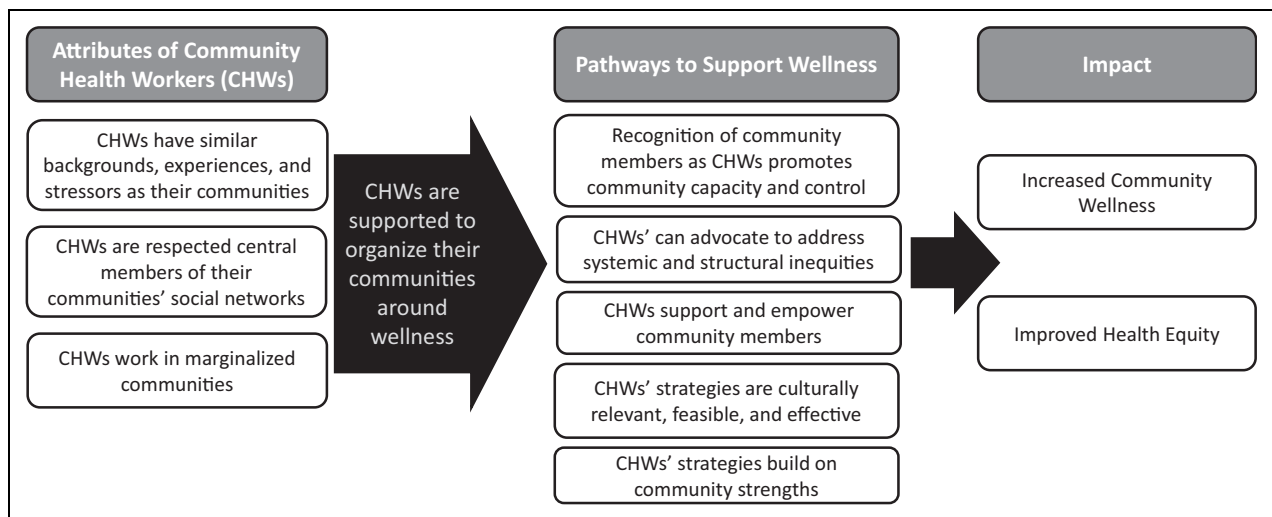 Attributes of Community
Health Workers (CHWs)
CHWs have similar
backgrounds, experiences, and
stressors as their communities
CHWs are respected central
members of their
communities’ social networks
CHWs work in marginalized
communities
CHWs are
supported to
organize their
communities
around
wellness
Pathways to Support Wellness
Recognition of community
members as CHWs promotes
community capacity and control
CHWs’ can advocate to address
systemic and structural inequities
CHWs support and empower
community members
CHWs’ strategies are culturally
relevant, feasible, and effective
CHWs’ strategies build on
community strengths
Impact
Increased Community
Wellness
Improved Health Equity